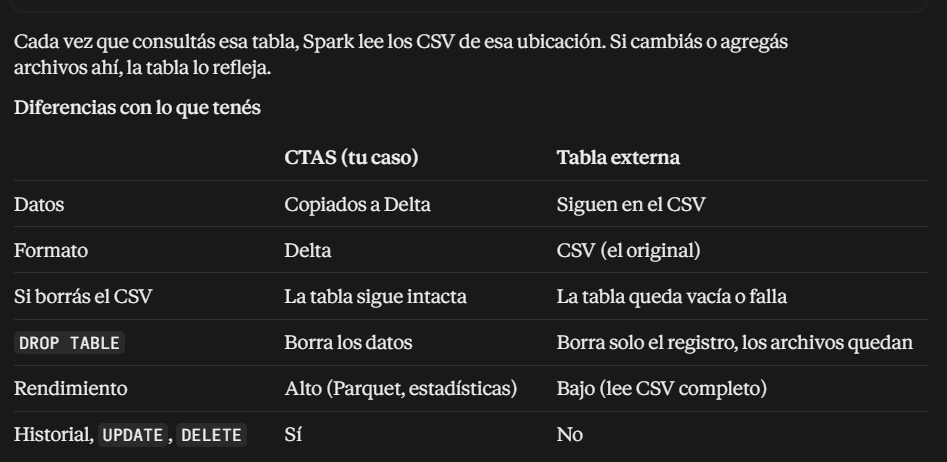 Cada vez que consultás esa tabla, Spark lee los CSV de esa ubicación. Si cambiás o agregás
archivos ahí, la tabla lo refleja.
Diferencias con lo que tenés
CTAS (tu caso) Tabla externa
Datos Copiados a Delta Siguen en el CSV
Formato Delta CSV (el original)
Si borrás el CSV La tabla sigue intacta La tabla queda vacía o falla
DROP TABLE Borra los datos Borra solo el registro, los archivos quedan
Rendimiento Alto (Parquet, estadísticas) Bajo (lee CSV completo)
Historial, UPDATE, DELETE Sí No